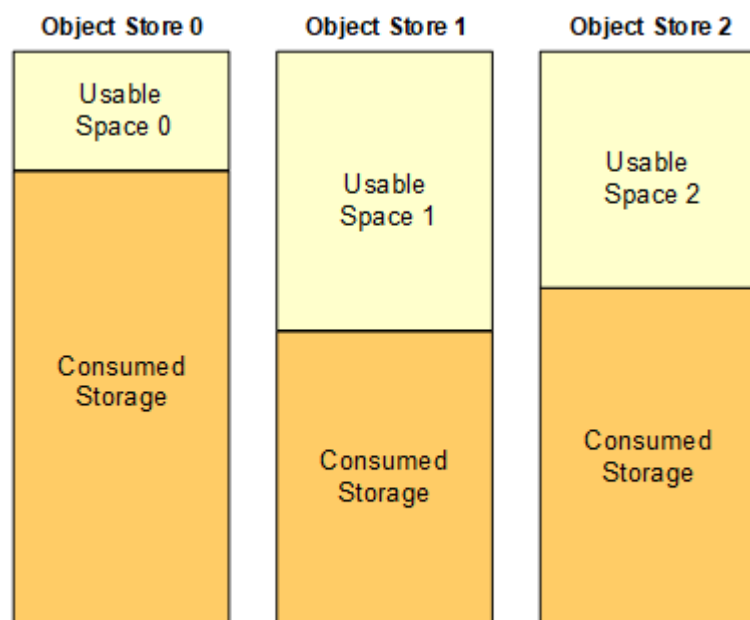 Object Store 0
Object Store 1
Object Store 2
Usable
Space 0
Usable
Space 1
Usable
Space 2
Consumed
Storage
Consumed
Storage
Consumed
Storage